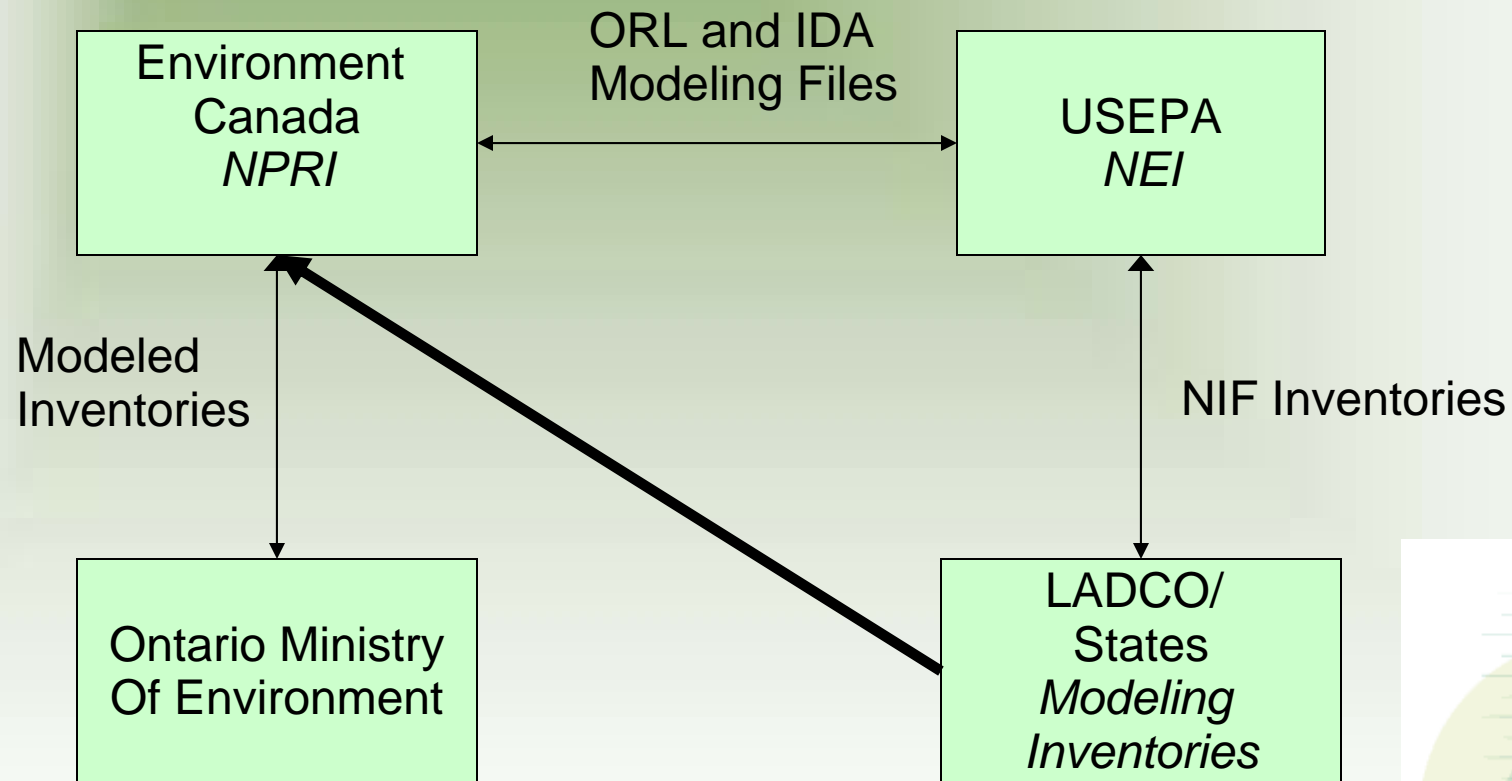 Environment
Canada
NPRI
ORL and IDA
Modeling Files
USEPA
NEI
Modeled
Inventories
NIF Inventories
Ontario Ministry
Of Environment
LADCO/
States
Modeling
Inventories